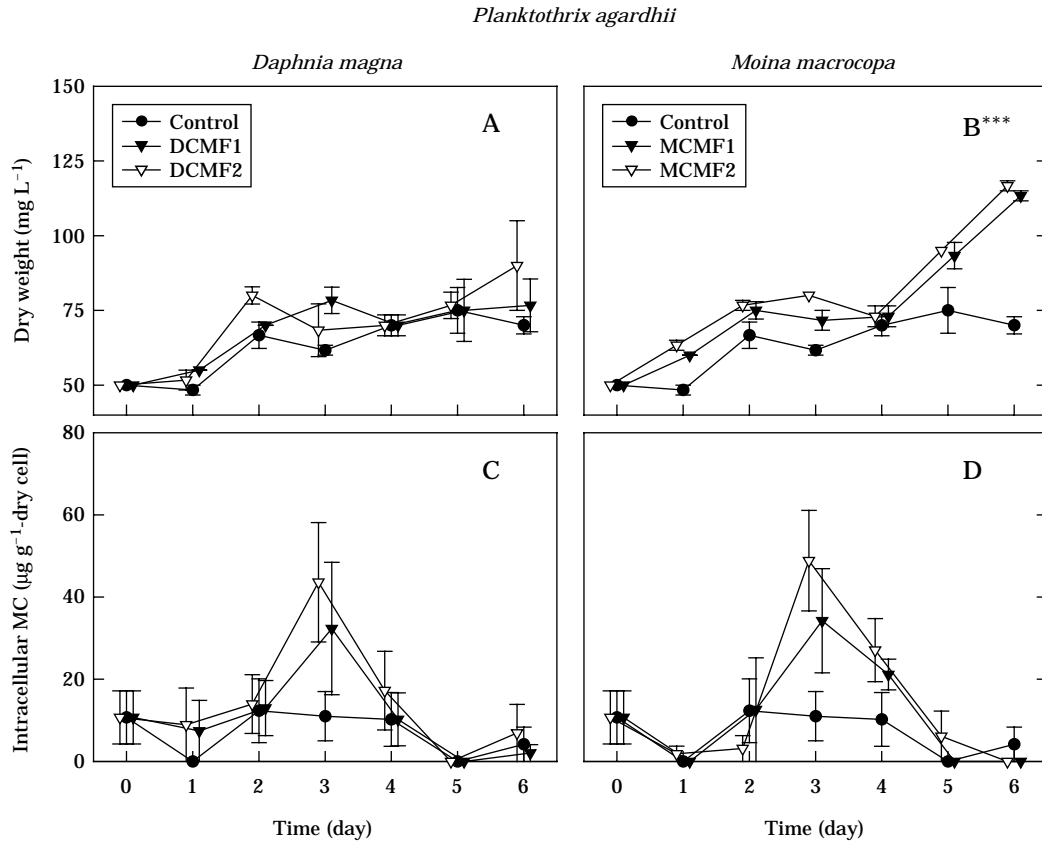 Planktothrix agardhii
Daphnia magna
Moina macrocopa
150
125
100
75
50
Dry weight (mg L⁻¹)
Control
DCMF1
DCMF2
A
Control
MCMF1
MCMF2
B***
80
60
40
20
0
Intracellular MC (µg g⁻¹-dry cell)
C
D
0 1 2 3 4 5 6
0 1 2 3 4 5 6
Time (day)
Time (day)